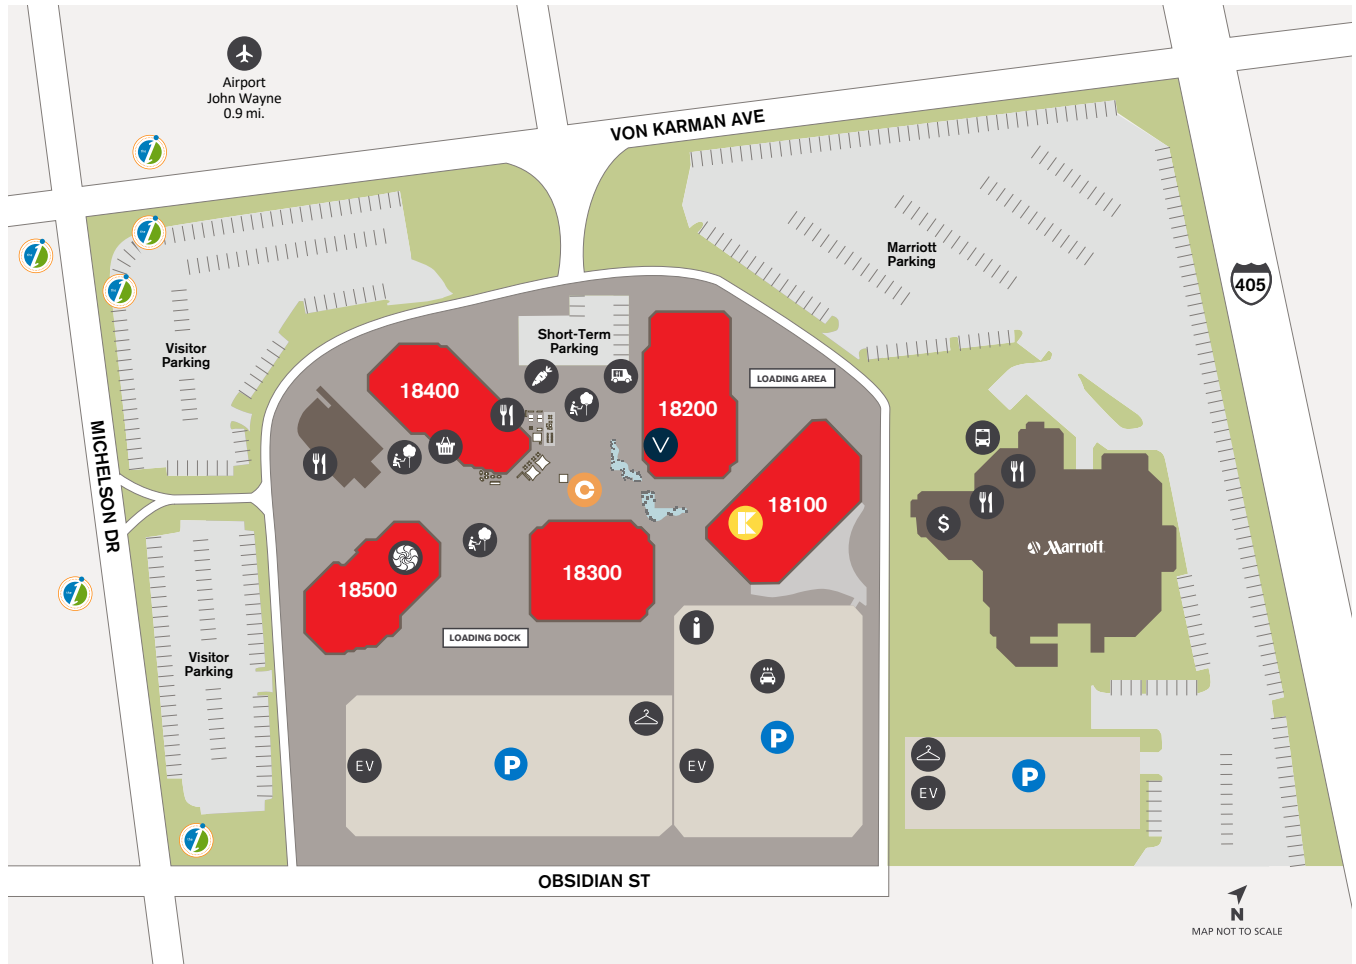 Airport
John Wayne
0.9 mi.
VON KARMAN AVE
Marriott
Parking
405
Short-Term
Parking
Visitor
Parking
18400
18200
LOADING AREA
MICHELSON DR
V
C
K
18100
$
Marriott
18500
18300
LOADING DOCK
i
Visitor
Parking
P
EV
P
EV
P
EV
OBSIDIAN ST
N
MAP NOT TO SCALE